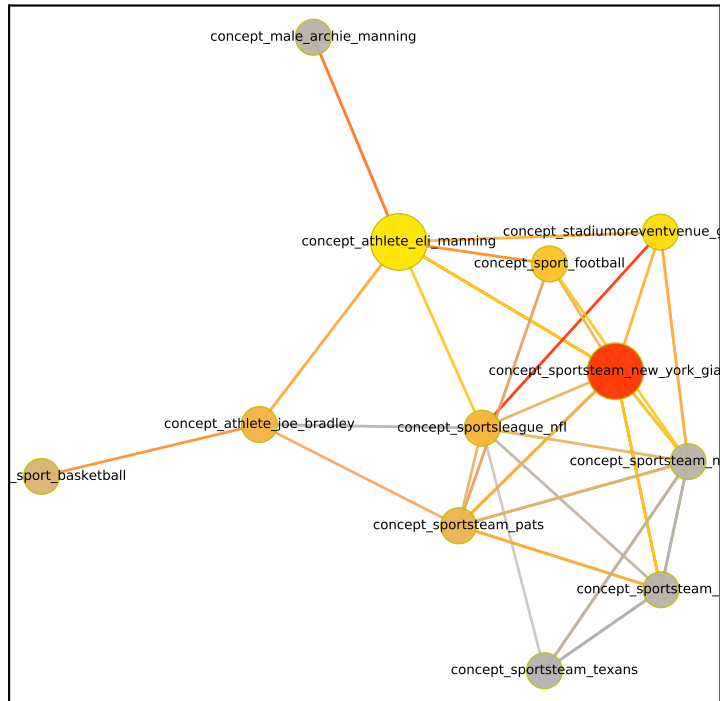 concept_male_archie_manning
concept_stadiumoreventvenue_g
concept_athlete_eli_manning
concept_sport_football
concept_sportsteam_new_york_gia
concept_athlete_joe_bradley
concept_sportsleague_nfl
concept_sportsteam_n
_sport_basketball
concept_sportsteam_pats
concept_sportsteam_
concept_sportsteam_texans